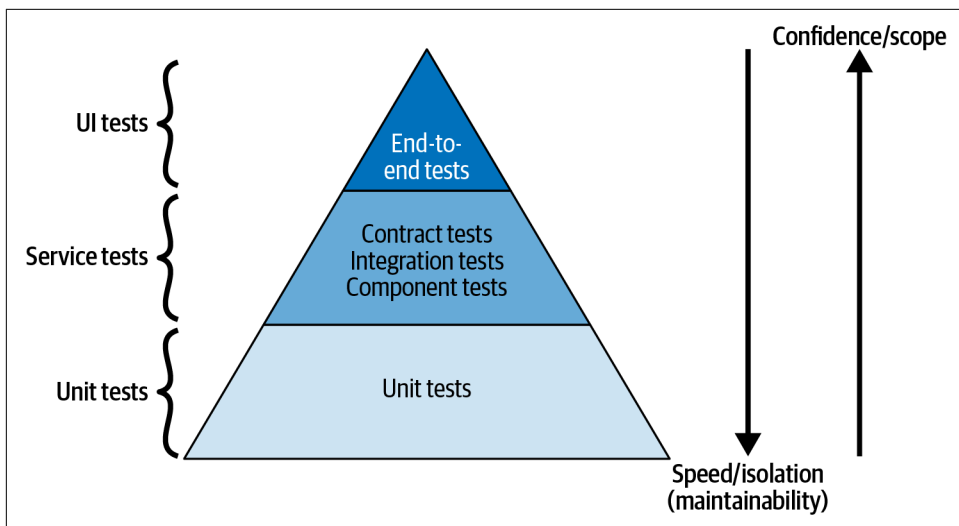 Confidence/scope
UI tests
End-to-
end tests
Service tests
Contract tests
Integration tests
Component tests
Unit tests
Unit tests
Speed/isolation
(maintainability)